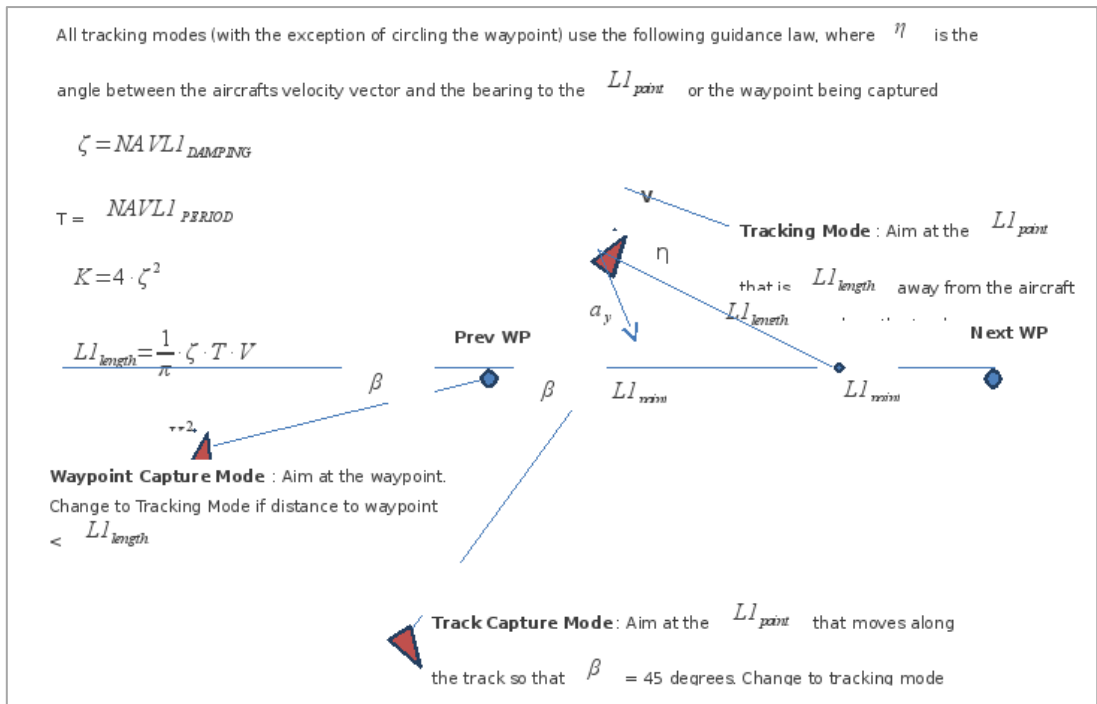 All tracking modes (with the exception of circling the waypoint) use the following guidance law, where η is the
angle between the aircrafts velocity vector and the bearing to the L1point or the waypoint being captured
ζ = NAVL1DAMPING
T = NAVL1PERIOD
K = 4 · ζ²
L1length = 1/π · ζ · T · V
V
η
ay
Tracking Mode : Aim at the L1point
that is L1length away from the aircraft
L1length
Prev WP
Next WP
β
β
L1point
L1point
Waypoint Capture Mode : Aim at the waypoint.
Change to Tracking Mode if distance to waypoint
< L1length
Track Capture Mode: Aim at the L1point that moves along
the track so that β = 45 degrees. Change to tracking mode